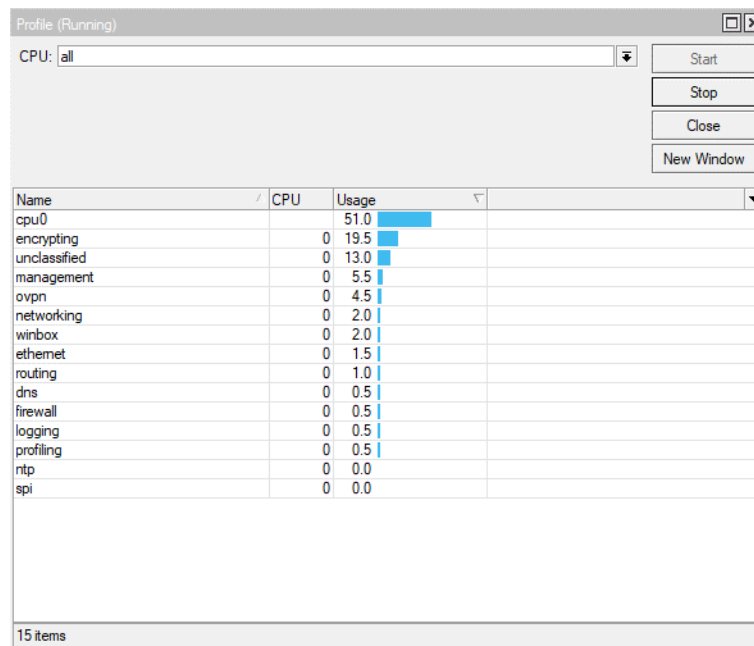 Profile (Running)
CPU: all
Start
Stop
Close
New Window
Name CPU Usage
cpu0 51.0
encrypting 0 19.5
unclassified 0 13.0
management 0 5.5
ovpn 0 4.5
networking 0 2.0
winbox 0 2.0
ethernet 0 1.5
routing 0 1.0
dns 0 0.5
firewall 0 0.5
logging 0 0.5
profiling 0 0.5
ntp 0 0.0
spi 0 0.0
15 items